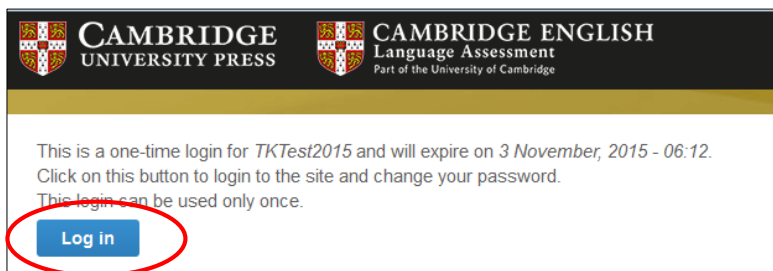 CAMBRIDGE
UNIVERSITY PRESS
CAMBRIDGE ENGLISH
Language Assessment
Part of the University of Cambridge
This is a one-time login for TKTest2015 and will expire on 3 November, 2015 - 06:12.
Click on this button to login to the site and change your password.
This login can be used only once.
Log in